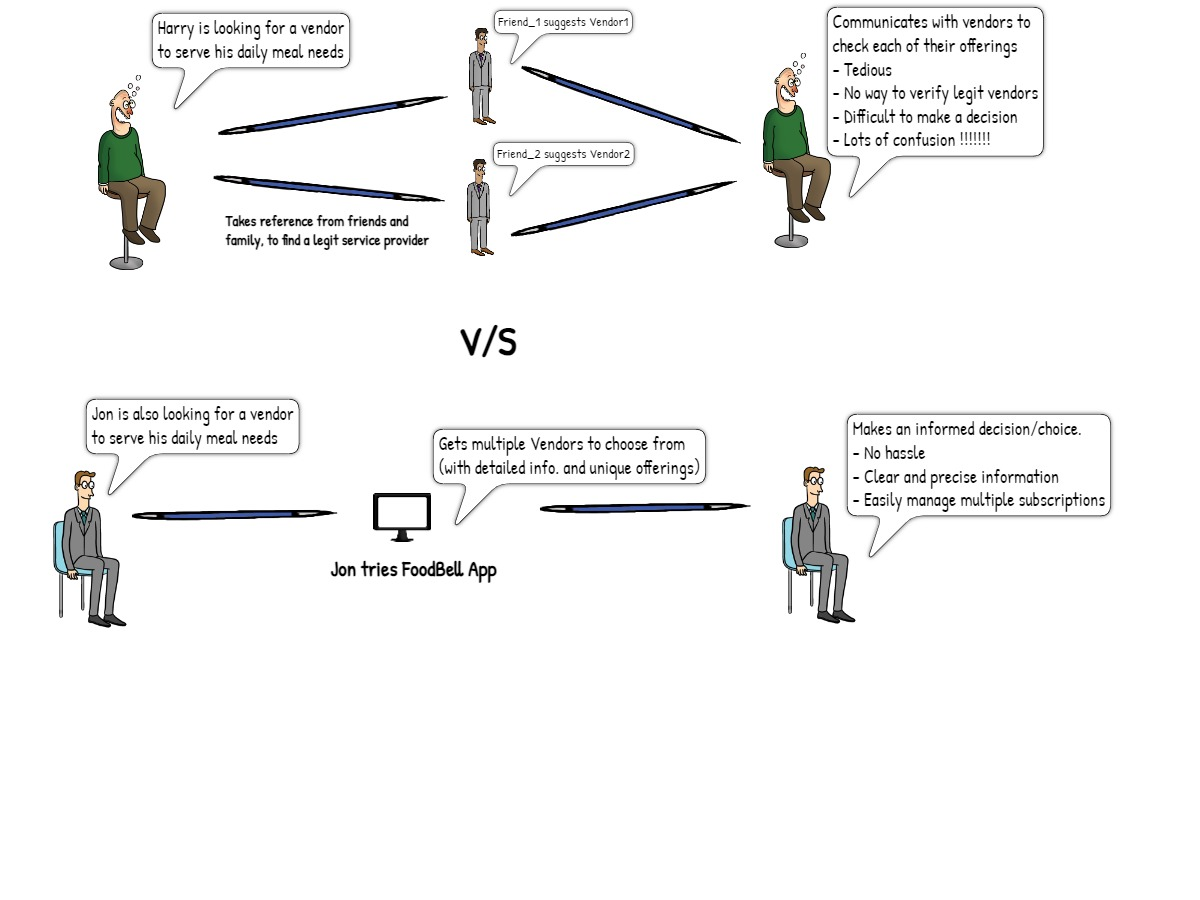 Harry is looking for a vendor
to serve his daily meal needs
Friend_1 suggests Vendor1
Communicates with vendors to
check each of their offerings
- Tedious
- No way to verify legit vendors
- Difficult to make a decision
- Lots of confusion !!!!!!!
Friend_2 suggests Vendor2
Takes reference from friends and
family, to find a legit service provider
V/S
Jon is also looking for a vendor
to serve his daily meal needs
Gets multiple Vendors to choose from
(with detailed info. and unique offerings)
Makes an informed decision/choice.
- No hassle
- Clear and precise information
- Easily manage multiple subscriptions
Jon tries FoodBell App